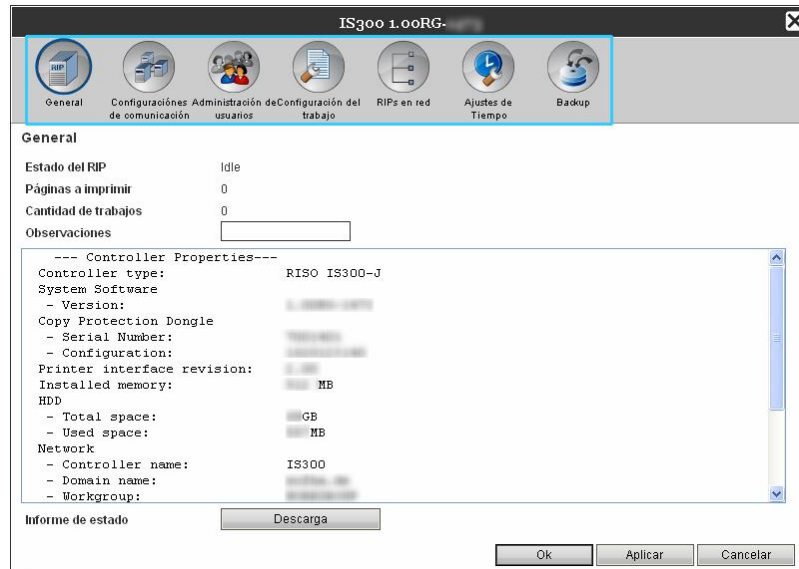 IS300 1.00RG-
RIP
General
Configuraciónes de comunicación
Administración de usuarios
Configuración del trabajo
RIPs en red
Ajustes de Tiempo
Backup
General
Estado del RIP Idle
Páginas a imprimir 0
Cantidad de trabajos 0
Observaciones
--- Controller Properties---
Controller type: RISO IS300-J
System Software
- Version:
Copy Protection Dongle
- Serial Number:
- Configuration:
Printer interface revision:
Installed memory: MB
HDD
- Total space: GB
- Used space: MB
Network
- Controller name: IS300
- Domain name:
- Workgroup:
Informe de estado Descarga
Ok Aplicar Cancelar